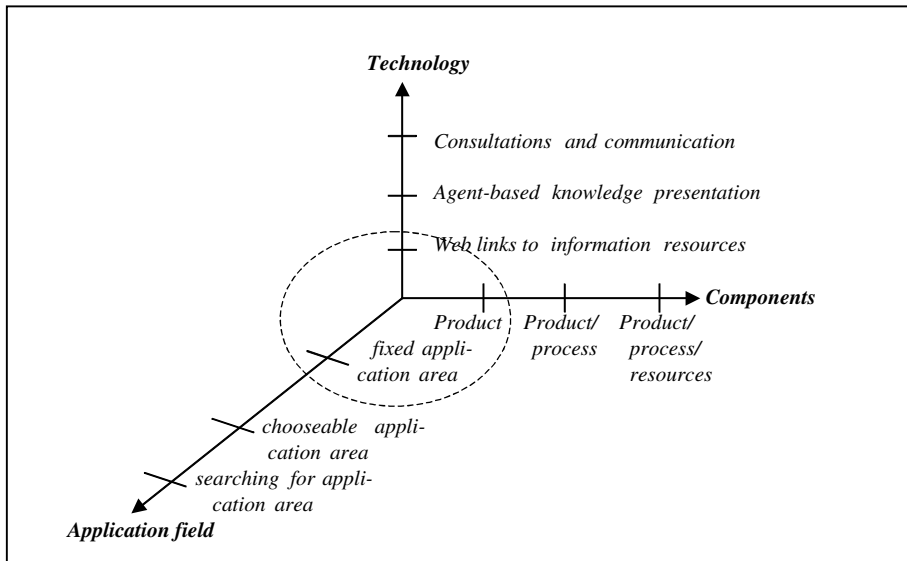 Technology
Consultations and communication
Agent-based knowledge presentation
Web links to information resources
Components
Product
Product/
process
Product/
process/
resources
fixed appli-
cation area
chooseable appli-
cation area
searching for appli-
cation area
Application field